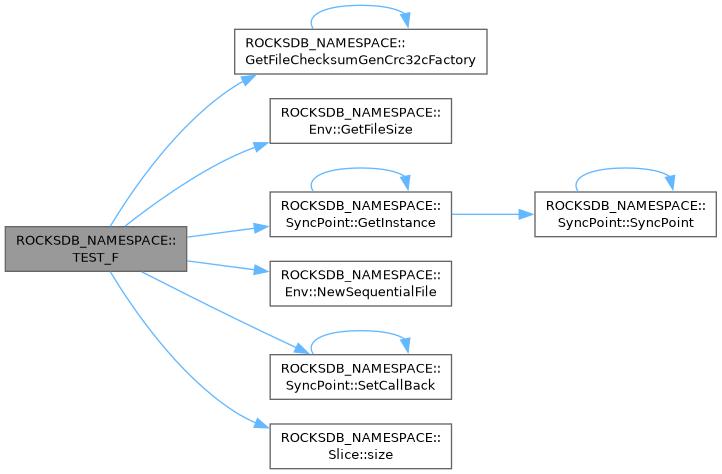 ROCKSDB_NAMESPACE::
GetFileChecksumGenCrc32cFactory
ROCKSDB_NAMESPACE::
Env::GetFileSize
ROCKSDB_NAMESPACE::
SyncPoint::GetInstance
ROCKSDB_NAMESPACE::
SyncPoint::SyncPoint
ROCKSDB_NAMESPACE::
TEST_F
ROCKSDB_NAMESPACE::
Env::NewSequentialFile
ROCKSDB_NAMESPACE::
SyncPoint::SetCallBack
ROCKSDB_NAMESPACE::
Slice::size